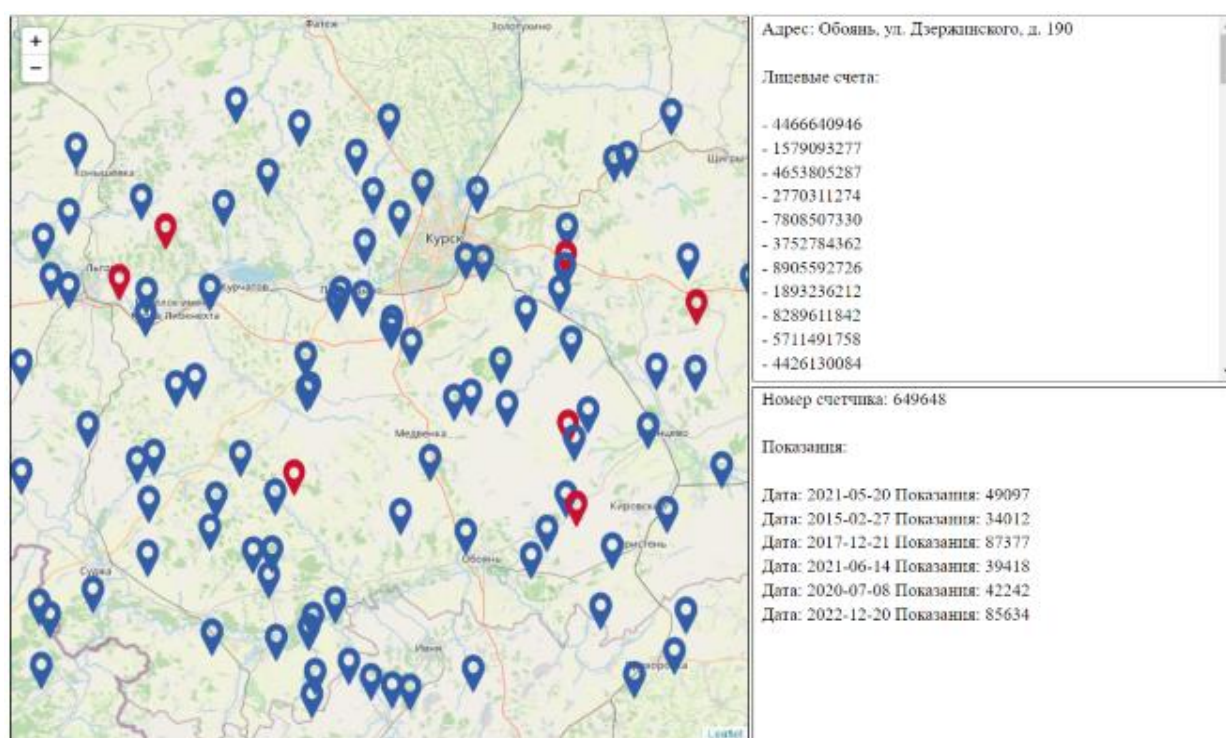 Фатеж
Золотухино
+
−
Конышевка
Щигры
Курск
Льг
Курчатов
Медвенка
Обоянь
Суджа
Ивня
Прохоровка
Leaflet
Адрес: Обоянь, ул. Дзержинского, д. 190
Лицевые счета:
- 4466640946
- 1579093277
- 4653805287
- 2770311274
- 7808507330
- 3752784362
- 8905592726
- 1893236212
- 8289611842
- 5711491758
- 4426130084
Номер счетчика: 649648
Показания:
Дата: 2021-05-20 Показания: 49097
Дата: 2015-02-27 Показания: 34012
Дата: 2017-12-21 Показания: 87377
Дата: 2021-06-14 Показания: 39418
Дата: 2020-07-08 Показания: 42242
Дата: 2022-12-20 Показания: 85634